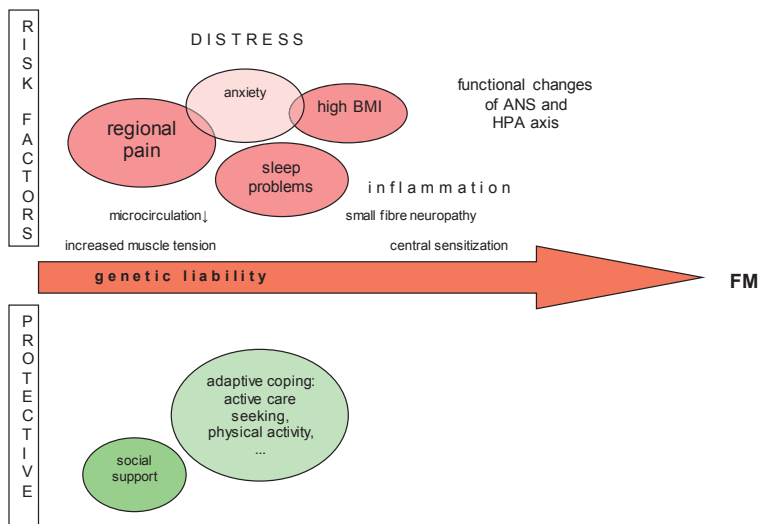 RISK FACTORS
DISTRESS
anxiety
high BMI
regional
pain
sleep
problems
functional changes
of ANS and
HPA axis
inflammation
microcirculation↓
small fibre neuropathy
increased muscle tension
central sensitization
genetic liability
FM
PROTECTIVE
adaptive coping:
active care
seeking,
physical activity,
...
social
support